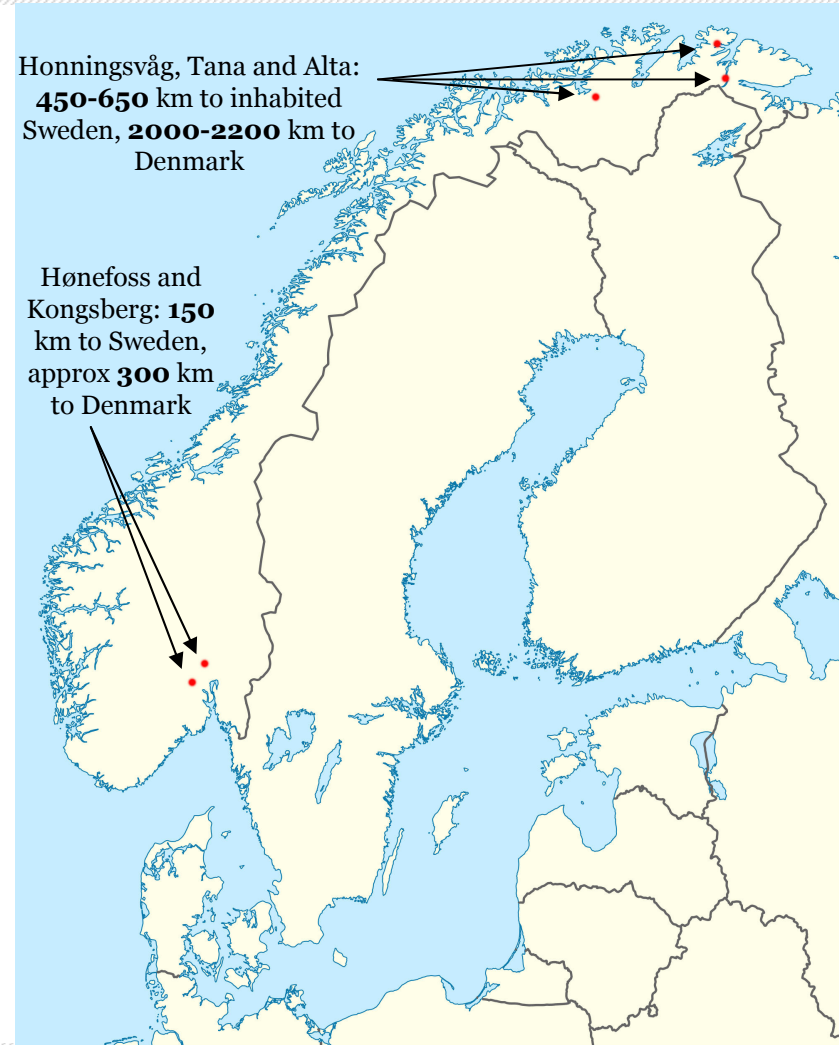 Honningsvåg, Tana and Alta:
450-650 km to inhabited
Sweden, 2000-2200 km to
Denmark
Hønefoss and
Kongsberg: 150
km to Sweden,
approx 300 km
to Denmark